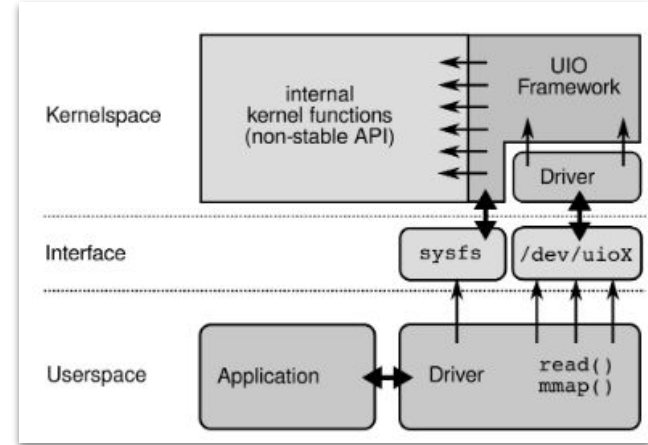 Kernelspace
internal
kernel functions
(non-stable API)
UIO
Framework
Driver
Interface
sysfs
/dev/uioX
Userspace
Application
Driver
read()
mmap()